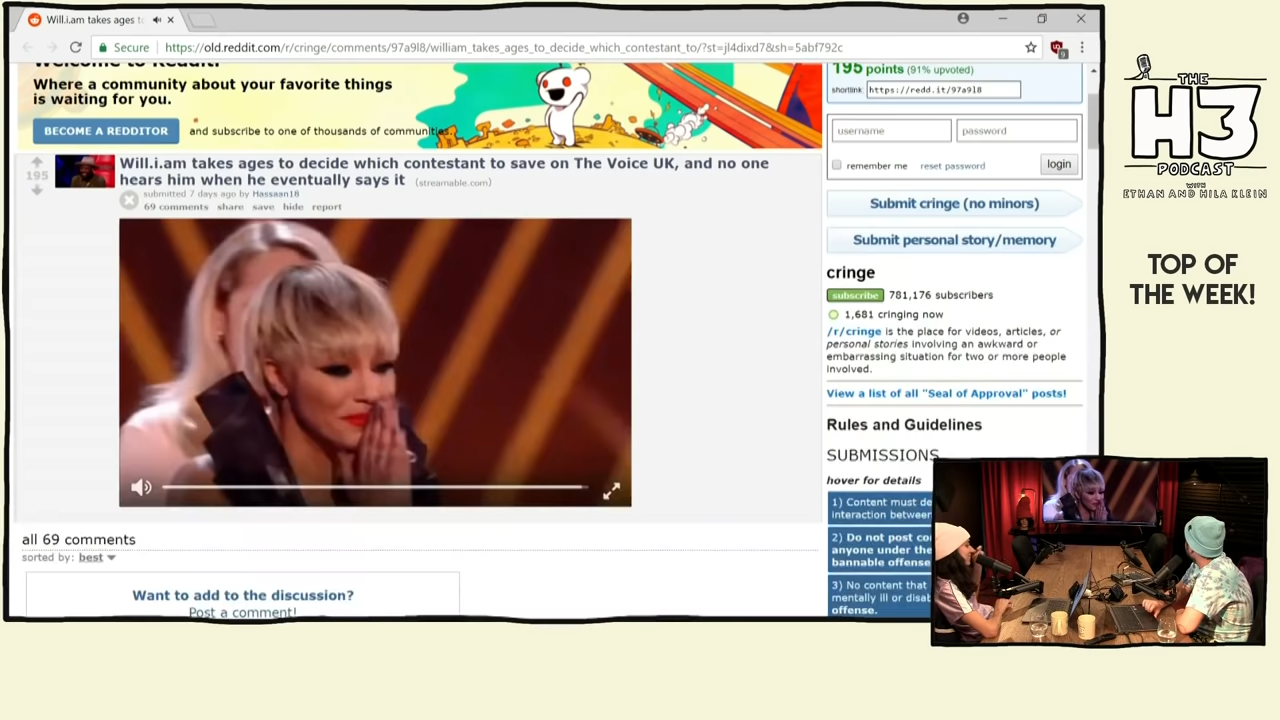 Will.i.am takes ages to
Secure
https://old.reddit.com/r/cringe/comments/97a9l8/william_takes_ages_to_decide_which_contestant_to/?st=jl4dixd7&sh=5abf792c
9
Welcome to Reddit!
Where a community about your favorite things
is waiting for you.
BECOME A REDDITOR
and subscribe to one of thousands of communities.
195
Will.i.am takes ages to decide which contestant to save on The Voice UK, and no one
hears him when he eventually says it (streamable.com)
submitted 7 days ago by Hassaan18
69 comments share save hide report
all 69 comments
sorted by: best
Want to add to the discussion?
Post a comment!
195 points (91% upvoted)
shortlink: https://redd.it/97a9l8
username
password
remember me
reset password
login
Submit cringe (no minors)
Submit personal story/memory
cringe
subscribe 781,176 subscribers
1,681 cringing now
/r/cringe is the place for videos, articles, or
personal stories involving an awkward or
embarrassing situation for two or more people
involved.
View a list of all "Seal of Approval" posts!
Rules and Guidelines
SUBMISSIONS
hover for details
1) Content must de
interaction between
2) Do not post co
anyone under the
bannable offense
3) No content that
mentally ill or disab
offense.
THE
H3
PODCAST
WITH
ETHAN AND HILA KLEIN
TOP OF
THE WEEK!